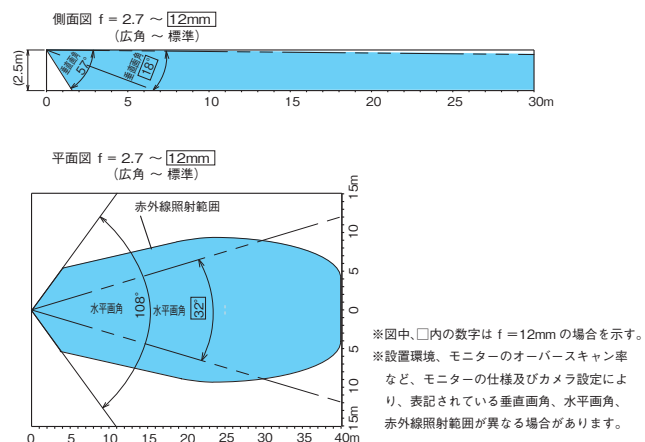 側面図 f = 2.7 ～ 12mm
（広角 ～ 標準）
(2.5m)
垂直画角
57°
垂直画角
18°
0 5 10 15 20 25 30m
平面図 f = 2.7 ～ 12mm
（広角 ～ 標準）
赤外線照射範囲
15m
10
5
0
5
10
15m
水平画角
108°
水平画角
32°
0 5 10 15 20 25 30 35 40m
※図中、□内の数字は f =12mm の場合を示す。
※設置環境、モニターのオーバースキャン率
など、モニターの仕様及びカメラ設定によ
り、表記されている垂直画角、水平画角、
赤外線照射範囲が異なる場合があります。